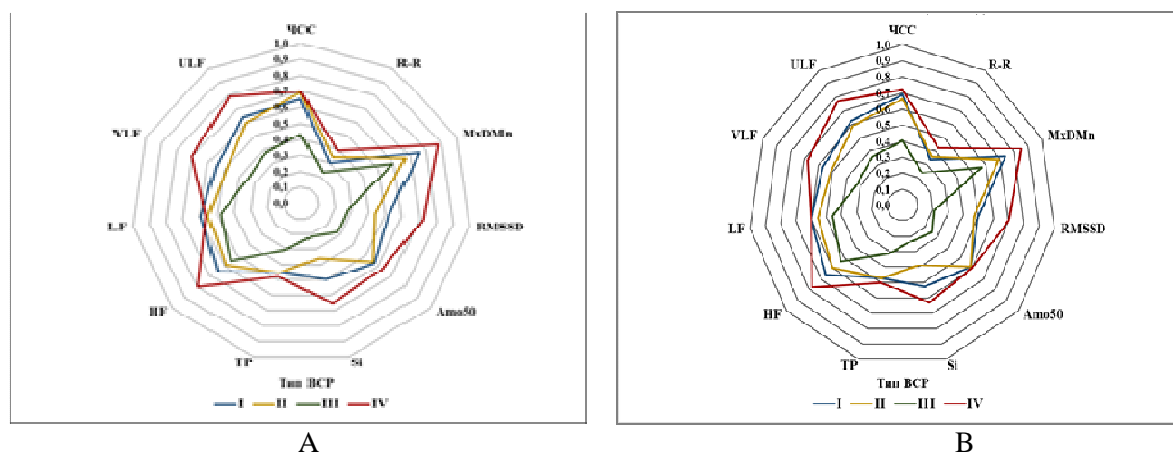 ЧСС
R-R
MxDMn
RMSSD
Amo50
Si
TP
HF
LF
VLF
ULF
1,0
0,9
0,8
0,7
0,6
0,5
0,4
0,3
0,2
0,1
0,0
Тип ВСР
I II III IV
A
ЧСС
R-R
MxDMn
RMSSD
Amo50
Si
TP
HF
LF
VLF
ULF
1,0
0,9
0,8
0,7
0,6
0,5
0,4
0,3
0,2
0,1
0,0
Тип ВСР
I II III IV
B